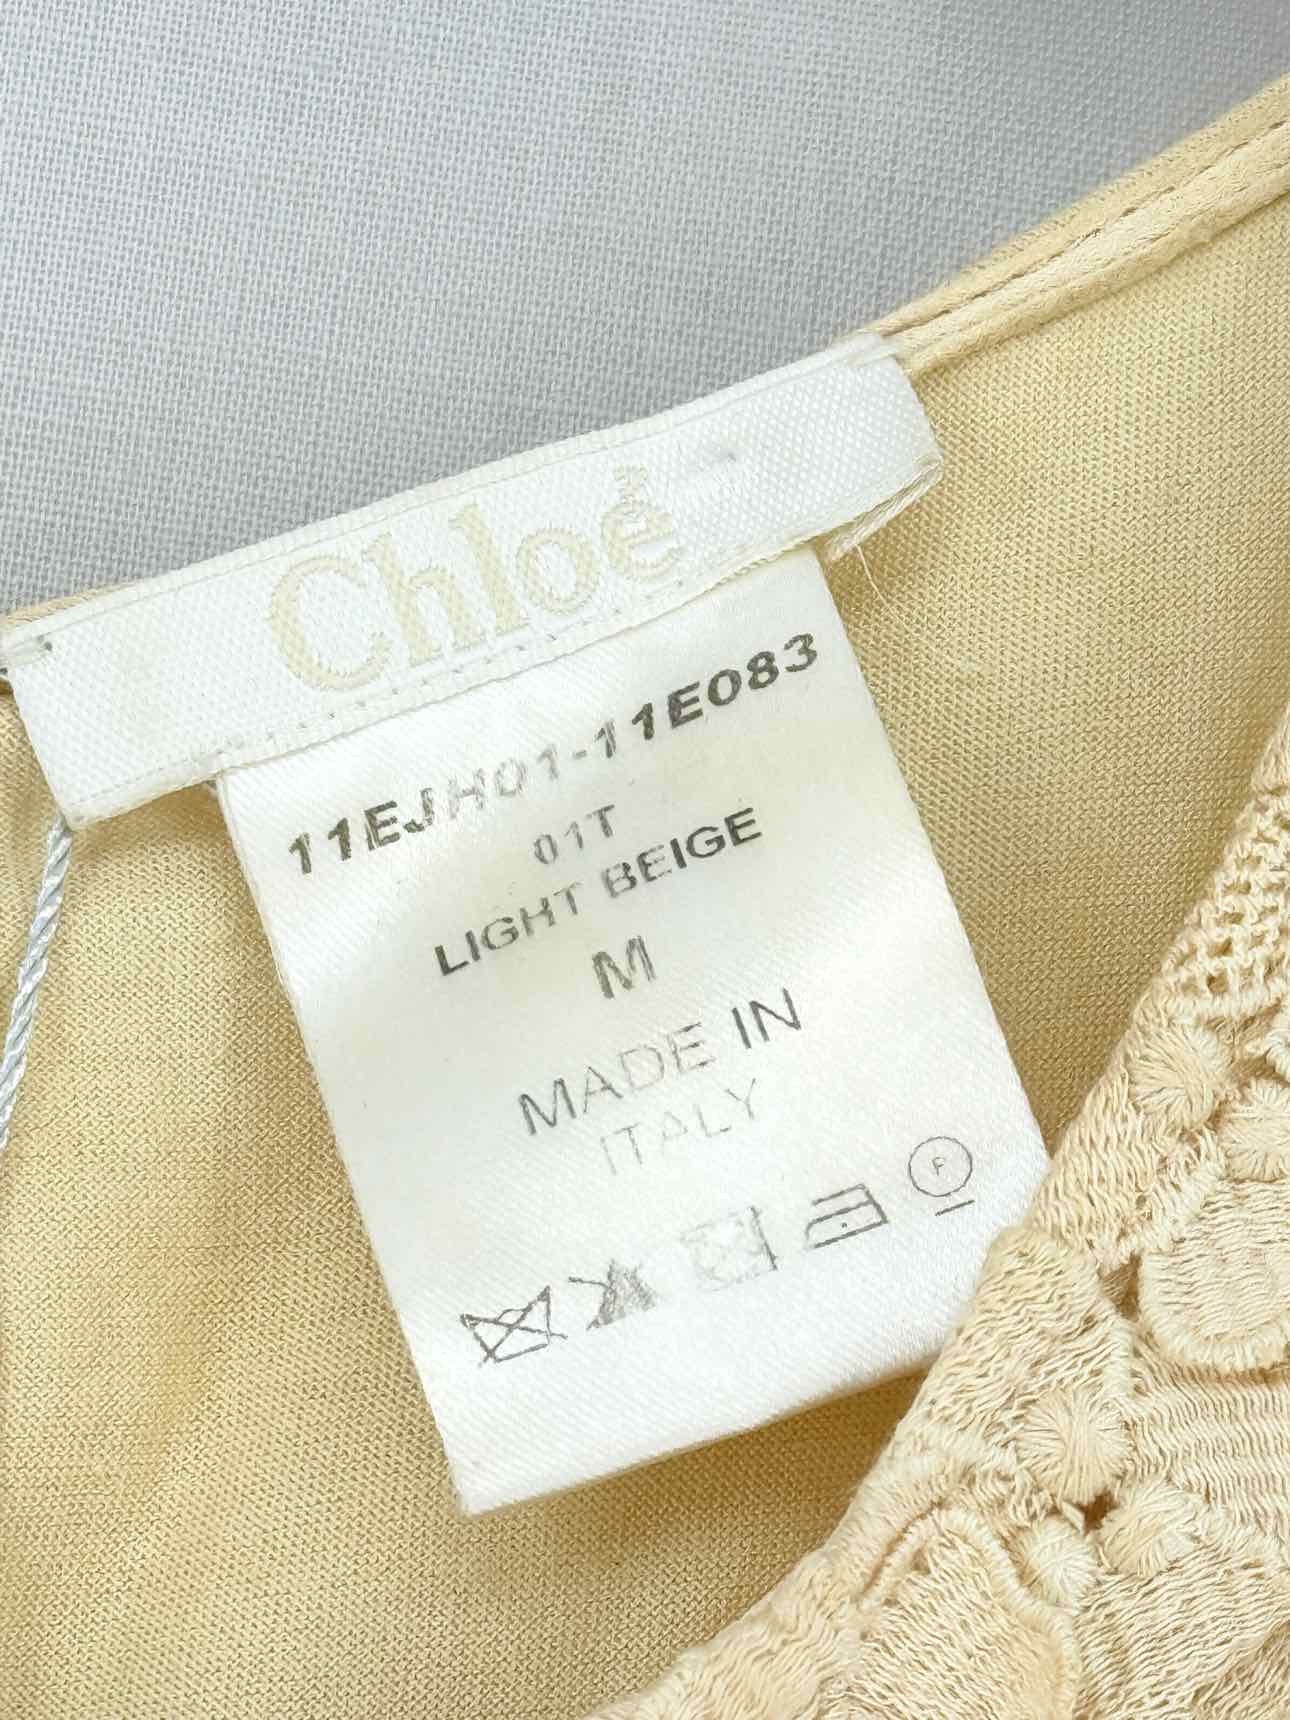 Chloé
11EJH01-11E083
01T
LIGHT BEIGE
M
MADE IN
ITALY
P